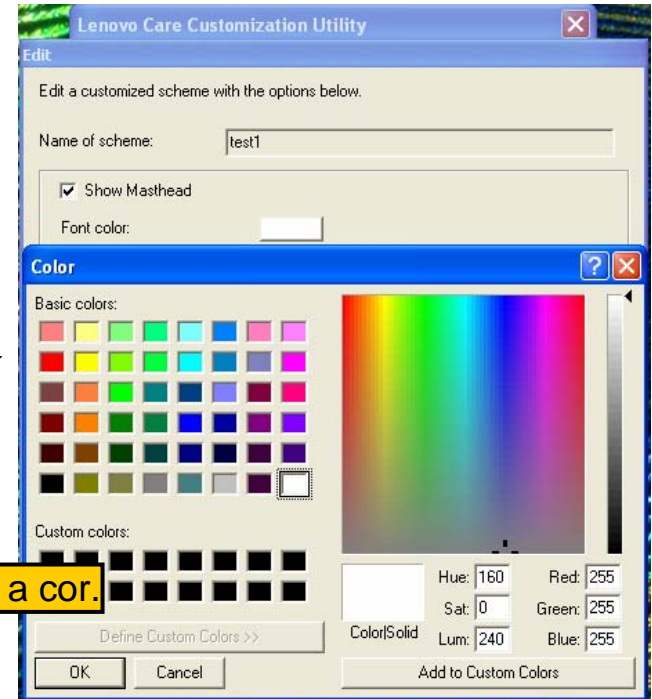 Lenovo Care Customization Utility
Edit
Edit a customized scheme with the options below.
Name of scheme: test1
Show Masthead
Font color:
Color
Basic colors:
Custom colors:
a cor.
Define Custom Colors >>
OK Cancel
Color|Solid
Hue: 160 Red: 255
Sat: 0 Green: 255
Lum: 240 Blue: 255
Add to Custom Colors